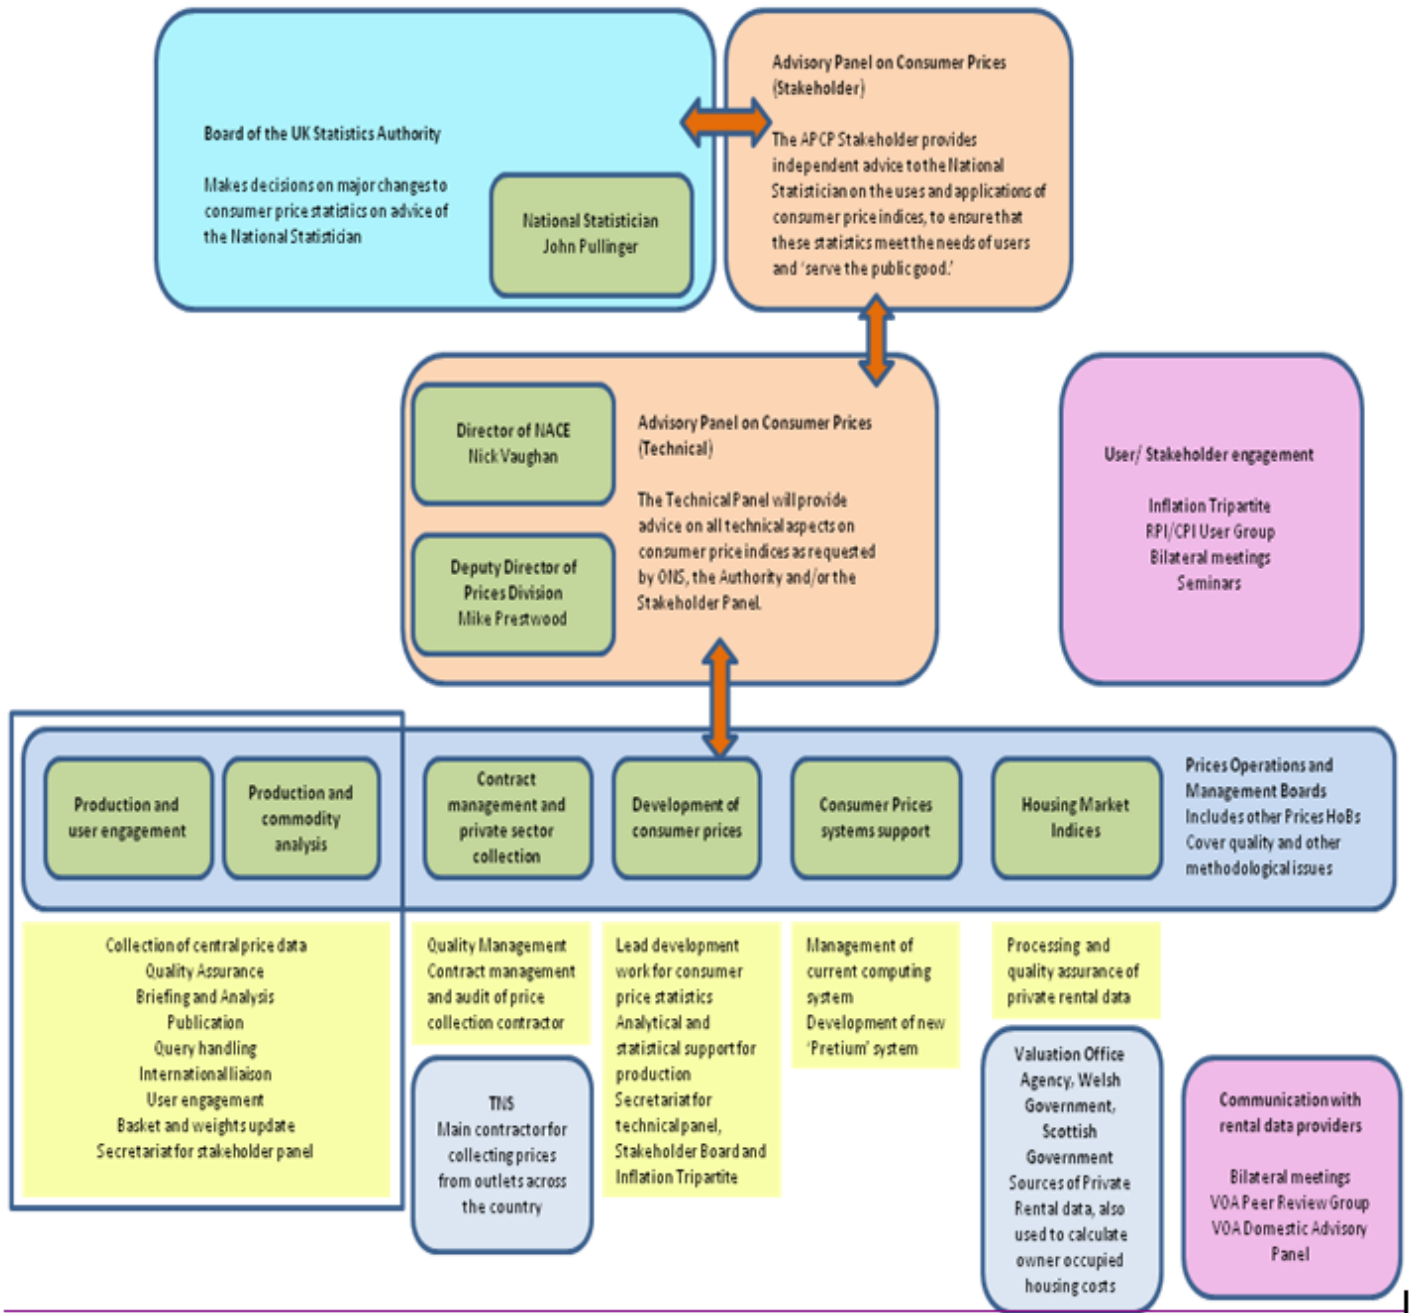 Board of the UK Statistics Authority
Makes decisions on major changes to
consumer price statistics on advice of
the National Statistician
National Statistician
John Pullinger
Advisory Panel on Consumer Prices
(Stakeholder)
The APCP Stakeholder provides
independent advice to the National
Statistician on the uses and applications of
consumer price indices, to ensure that
these statistics meet the needs of users
and ‘serve the public good.’
Director of NACE
Nick Vaughan
Deputy Director of
Prices Division
Mike Prestwood
Advisory Panel on Consumer Prices
(Technical)
The Technical Panel will provide
advice on all technical aspects on
consumer price indices as requested
by ONS, the Authority and/or the
Stakeholder Panel.
User/ Stakeholder engagement
Inflation Tripartite
RPI/CPI User Group
Bilateral meetings
Seminars
Production and
user engagement
Production and
commodity
analysis
Contract
management and
private sector
collection
Development of
consumer prices
Consumer Prices
systems support
Housing Market
Indices
Prices Operations and
Management Boards
Includes other Prices HoBs
Cover quality and other
methodological issues
Collection of central price data
Quality Assurance
Briefing and Analysis
Publication
Query handling
International liaison
User engagement
Basket and weights update
Secretariat for stakeholder panel
Quality Management
Contract management
and audit of price
collection contractor
TNS
Main contractor for
collecting prices
from outlets across
the country
Lead development
work for consumer
price statistics
Analytical and
statistical support for
production
Secretariat for
technical panel,
Stakeholder Board and
Inflation Tripartite
Management of
current computing
system
Development of new
‘Pretium’ system
Processing and
quality assurance of
private rental data
Valuation Office
Agency, Welsh
Government,
Scottish
Government
Sources of Private
Rental data, also
used to calculate
owner occupied
housing costs
Communication with
rental data providers
Bilateral meetings
VOA Peer Review Group
VOA Domestic Advisory
Panel